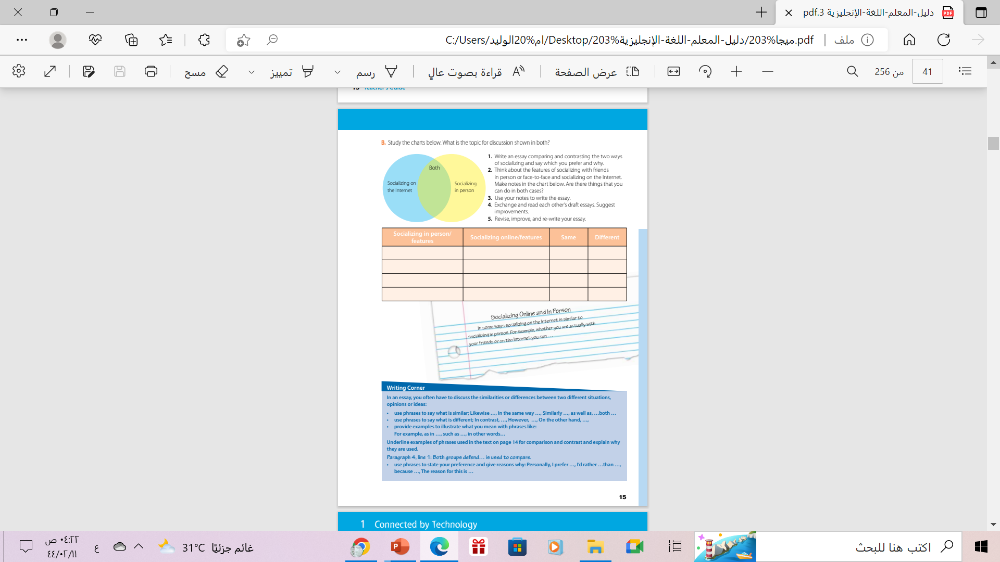 دليل-المعلم-اللغة-الإنجليزية 3.pdf
ملف
C:/Users/ام%20الوليد/Desktop/ميجا%203/دليل-المعلم-اللغة-الإنجليزية%203.pdf
41
من 256
عرض الصفحة
قراءة بصوت عالٍ
رسم
تمييز
مسح
Teacher's Guide
B. Study the charts below. What is the topic for discussion shown in both?
Both
Socializing on
the Internet
Socializing
in person
1. Write an essay comparing and contrasting the two ways
of socializing and say which you prefer and why.
2. Think about the features of socializing with friends
in person or face-to-face and socializing on the Internet.
Make notes in the chart below. Are there things that you
can do in both cases?
3. Use your notes to write the essay.
4. Exchange and read each other's draft essays. Suggest
improvements.
5. Revise, improve, and re-write your essay.
Socializing in person/
features
Socializing online/features
Same
Different
Socializing Online and In Person
In some ways socializing on the Internet is similar to
socializing in person. For example, whether you are actually with
your friends or on the Internet you can ...
Writing Corner
In an essay, you often have to discuss the similarities or differences between two different situations,
opinions or ideas:
• use phrases to say what is similar; Likewise …, In the same way …, Similarly …, as well as, …both …
• use phrases to say what is different; In contrast, …, However, …, On the other hand, …,
• provide examples to illustrate what you mean with phrases like:
For example, as in …, such as …, in other words…
Underline examples of phrases used in the text on page 14 for comparison and contrast and explain why
they are used.
Paragraph 4, line 1: Both groups defend… is used to compare.
• use phrases to state your preference and give reasons why: Personally, I prefer …, I'd rather …than …,
because …, The reason for this is …
15
1 Connected by Technology
اكتب هنا للبحث
31°C غائم جزئيًا
ع
٠٤:٢٢ ص
٤٤/٠٢/١١